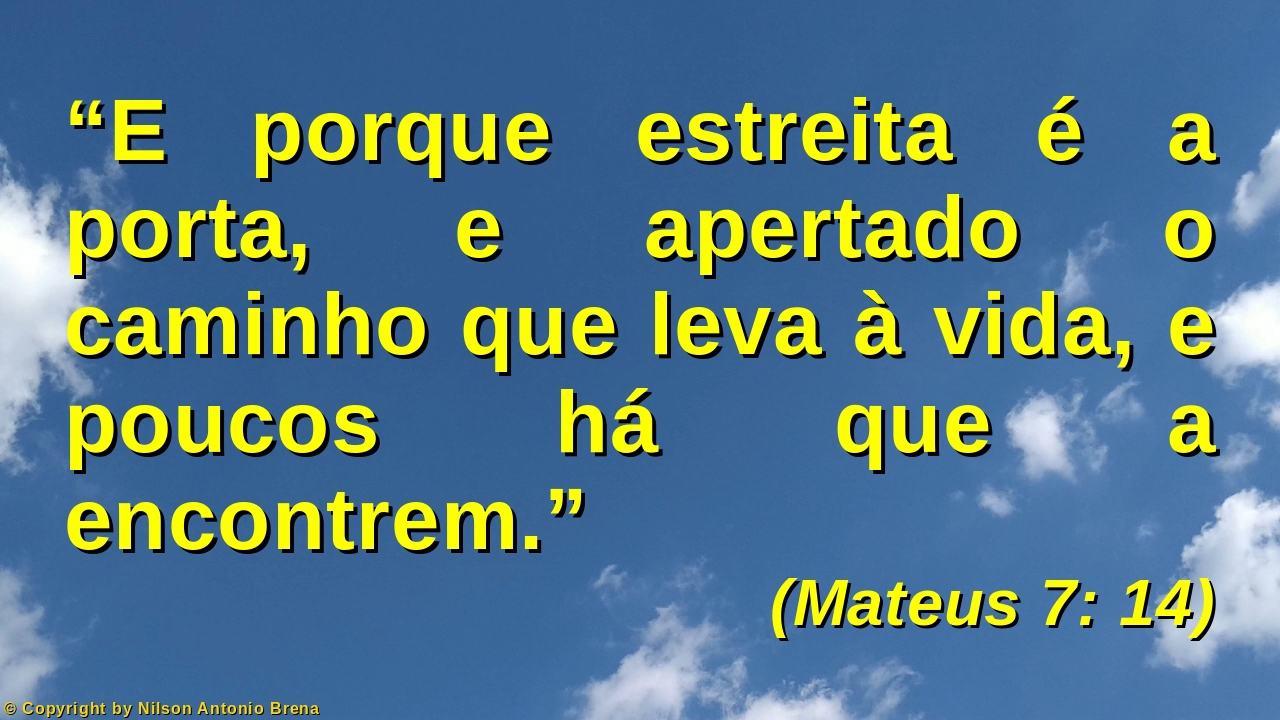 “E porque estreita é a
porta, e apertado o
caminho que leva à vida, e
poucos há que a
encontrem.”
(Mateus 7: 14)
© Copyright by Nilson Antonio Brena